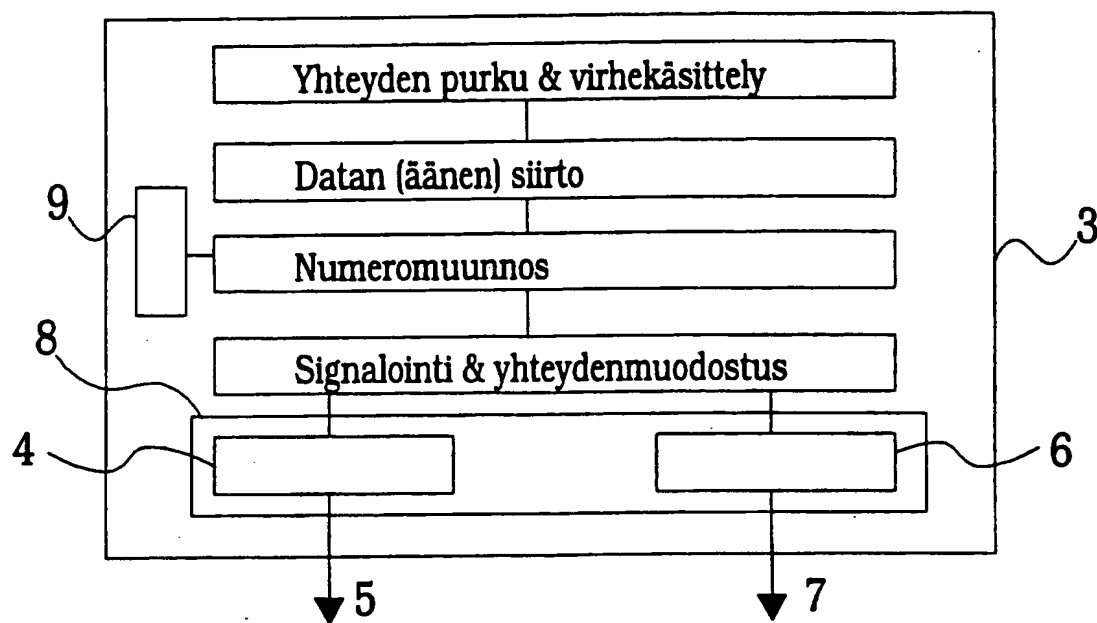 Yhteyden purku & virhekäsittely
Datan (äänen) siirto
9
3
Numeromuunnos
8
Signalointi & yhteydenmuodostus
4
6
5
7